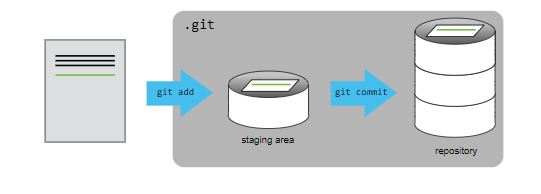 .git
git add
git commit
staging area
repository